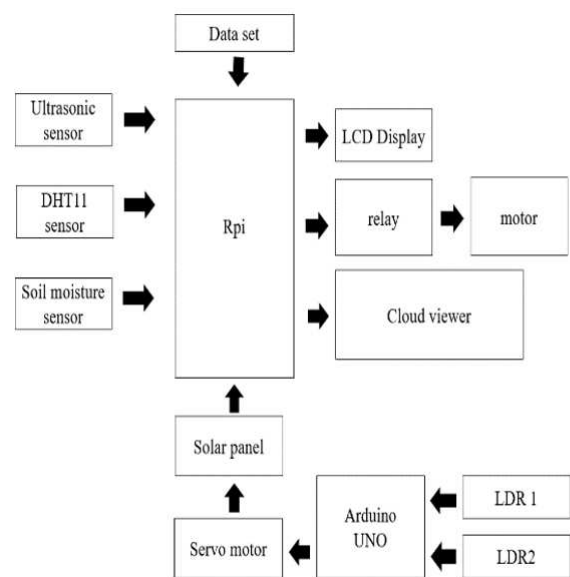 Data set
Ultrasonic
sensor
LCD Display
DHT11
sensor
Rpi
relay
motor
Soil moisture
sensor
Cloud viewer
Solar panel
Servo motor
Arduino
UNO
LDR 1
LDR2